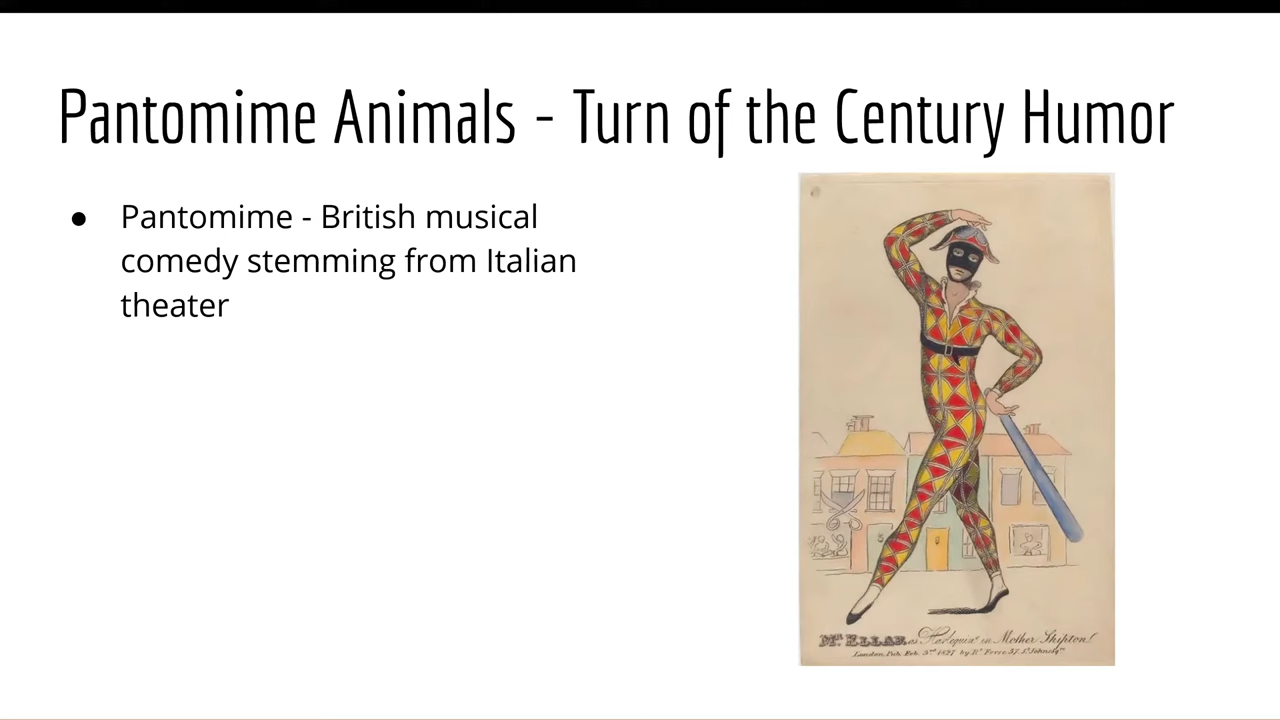 Pantomime Animals - Turn of the Century Humor
● Pantomime - British musical
comedy stemming from Italian
theater
Mr. ELLAR as Harlequin in Mother Shipton!
London, Pub. Feb. 3rd 1827 by